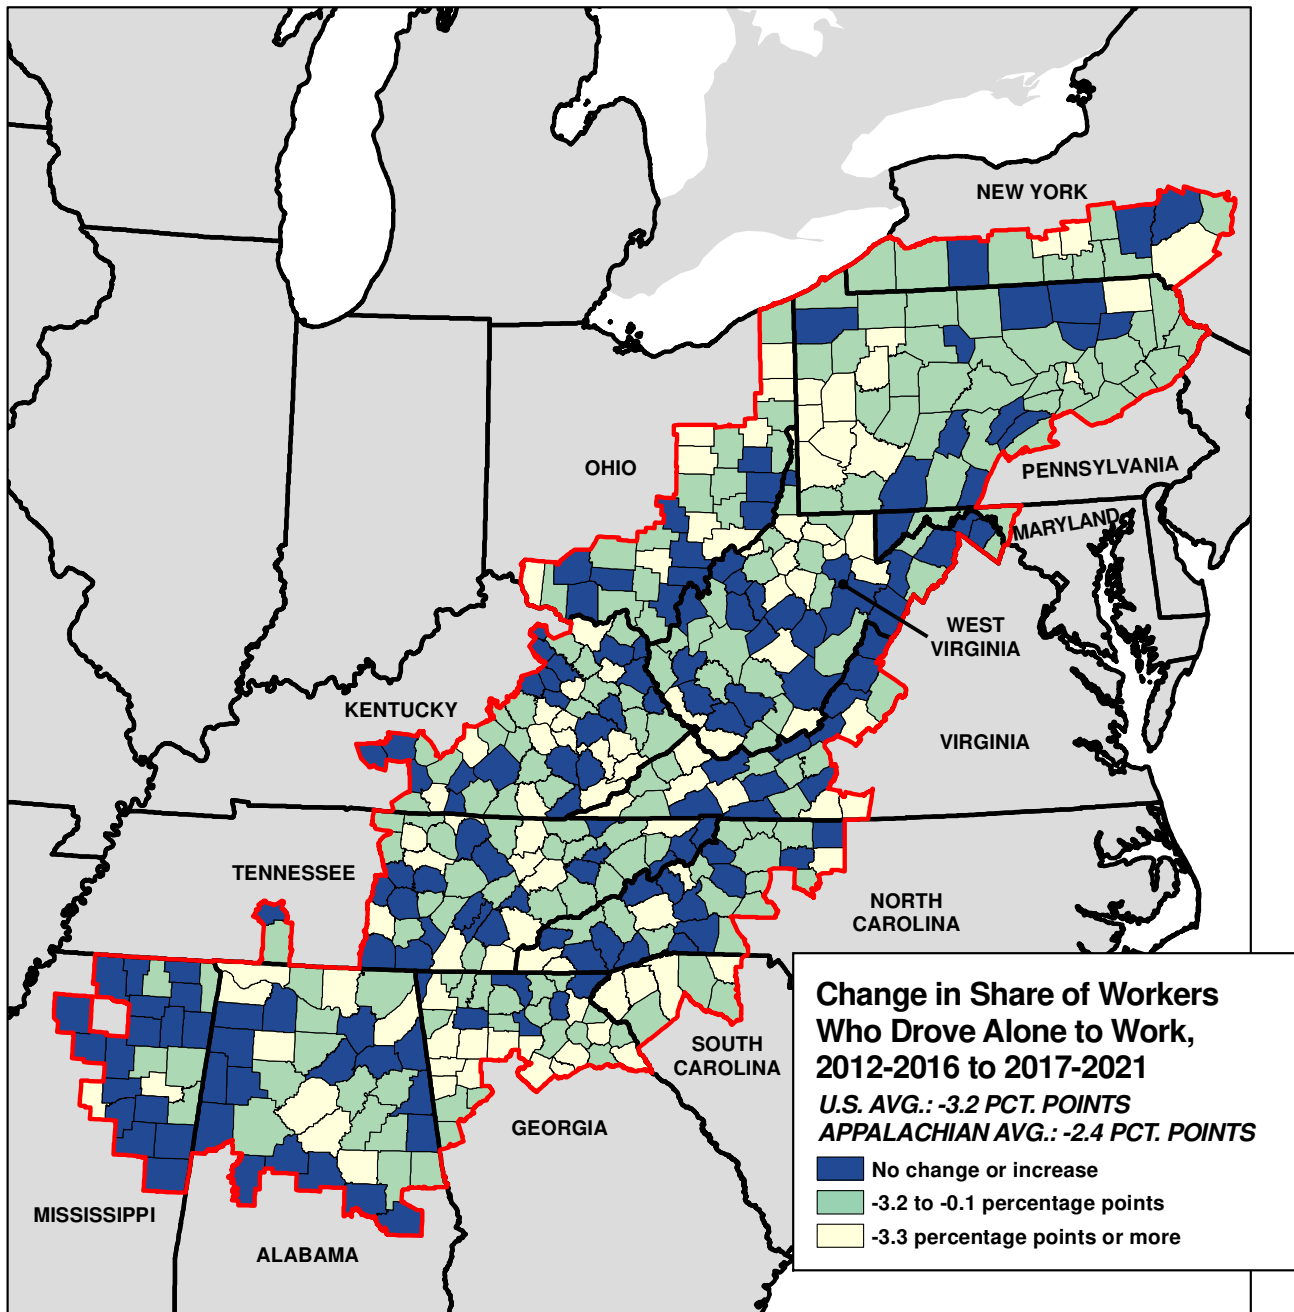 NEW YORK
OHIO
PENNSYLVANIA
MARYLAND
WEST
VIRGINIA
KENTUCKY
VIRGINIA
TENNESSEE
NORTH
CAROLINA
SOUTH
CAROLINA
GEORGIA
MISSISSIPPI
ALABAMA
Change in Share of Workers
Who Drove Alone to Work,
2012-2016 to 2017-2021
U.S. AVG.: -3.2 PCT. POINTS
APPALACHIAN AVG.: -2.4 PCT. POINTS
No change or increase
-3.2 to -0.1 percentage points
-3.3 percentage points or more